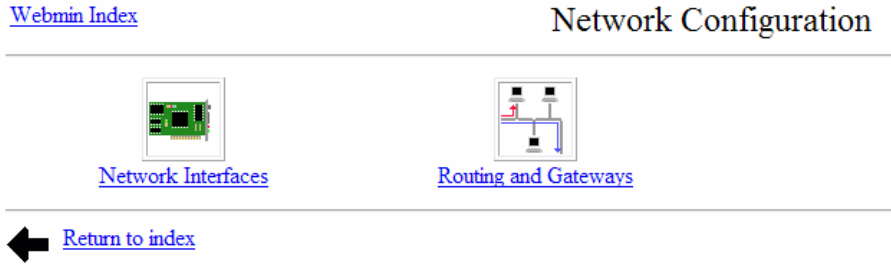 Webmin Index
Network Configuration
Network Interfaces
Routing and Gateways
Return to index